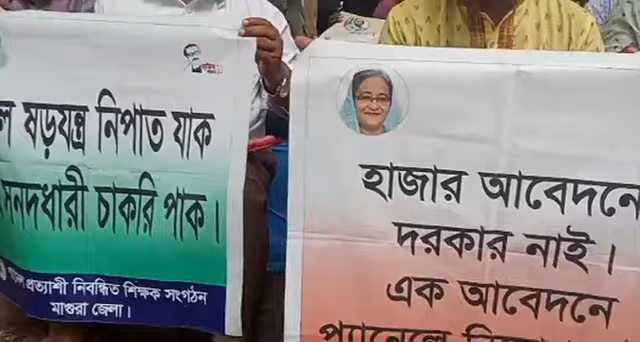 ষড়যন্ত্র নিপাত যাক
সনদধারী চাকরি পাক।
প্রত্যাশী নিবন্ধিত শিক্ষক সংগঠন
মাগুরা জেলা।
হাজার আবেদনে
দরকার নাই।
এক আবেদনে
প্যানেলে